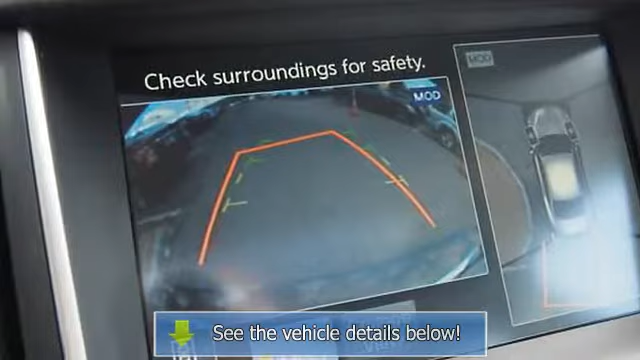 Check surroundings for safety.
MOD
MOD
See the vehicle details below!